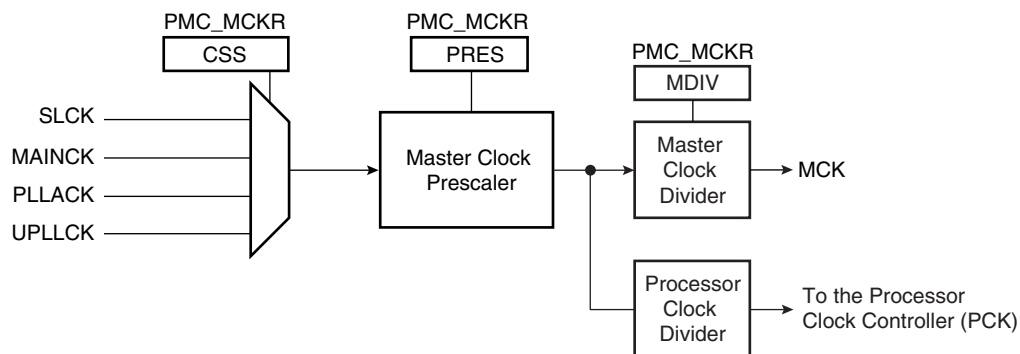 PMC_MCKR
CSS
PMC_MCKR
PRES
PMC_MCKR
MDIV
SLCK
MAINCK
PLLACK
UPLLCK
Master Clock
Prescaler
Master
Clock
Divider
MCK
Processor
Clock
Divider
To the Processor
Clock Controller (PCK)